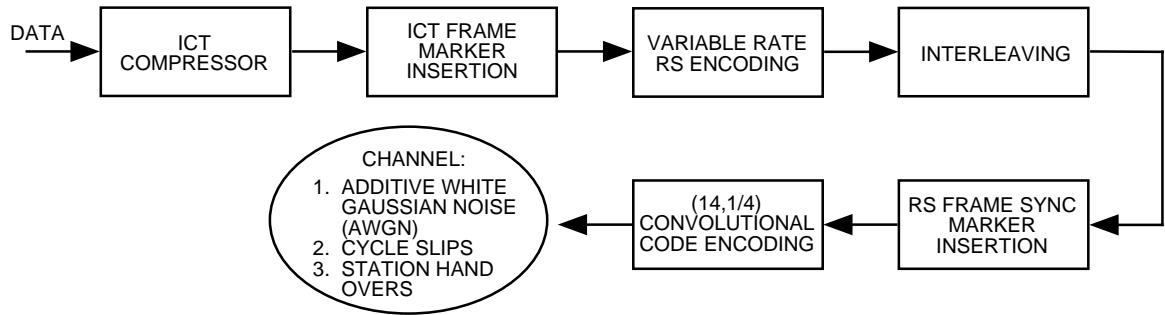 DATA
ICT
COMPRESSOR
ICT FRAME
MARKER
INSERTION
VARIABLE RATE
RS ENCODING
INTERLEAVING
RS FRAME SYNC
MARKER
INSERTION
(14,1/4)
CONVOLUTIONAL
CODE ENCODING
CHANNEL:
1. ADDITIVE WHITE
GAUSSIAN NOISE
(AWGN)
2. CYCLE SLIPS
3. STATION HAND
OVERS